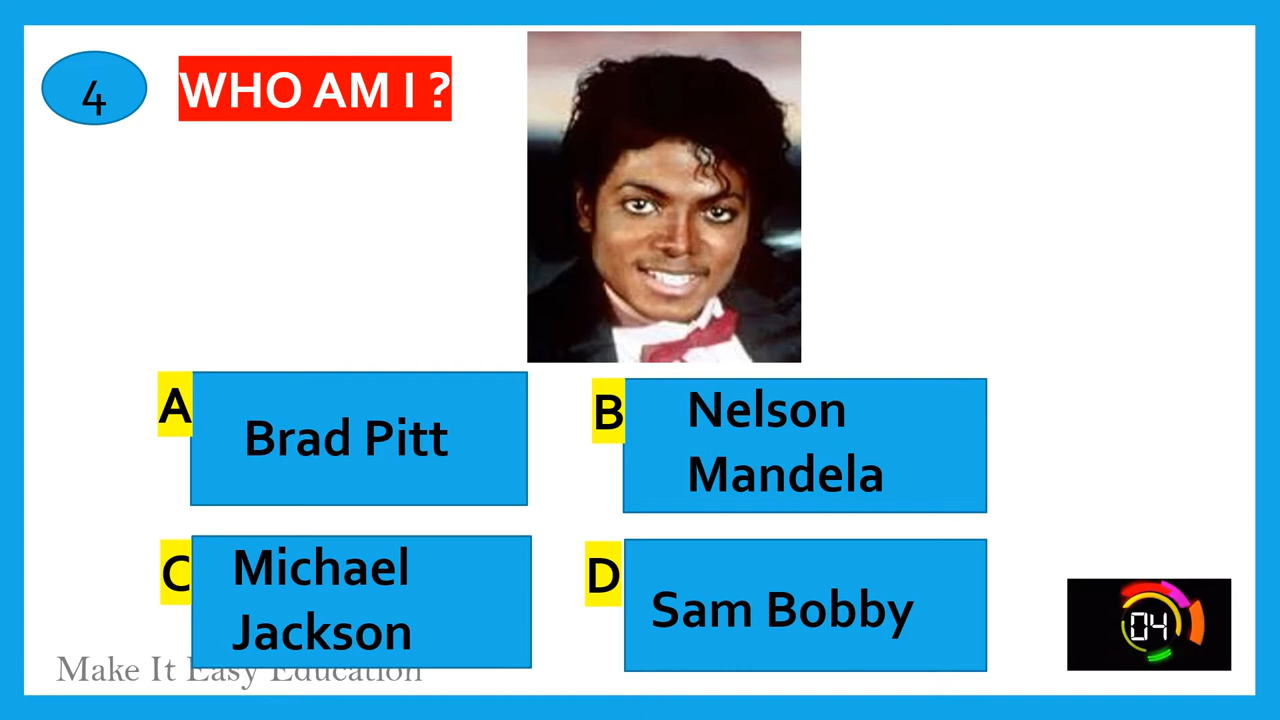 4
WHO AM I ?
A
Brad Pitt
B
Nelson
Mandela
C
Michael
Jackson
D
Sam Bobby
04
Make It Easy Education